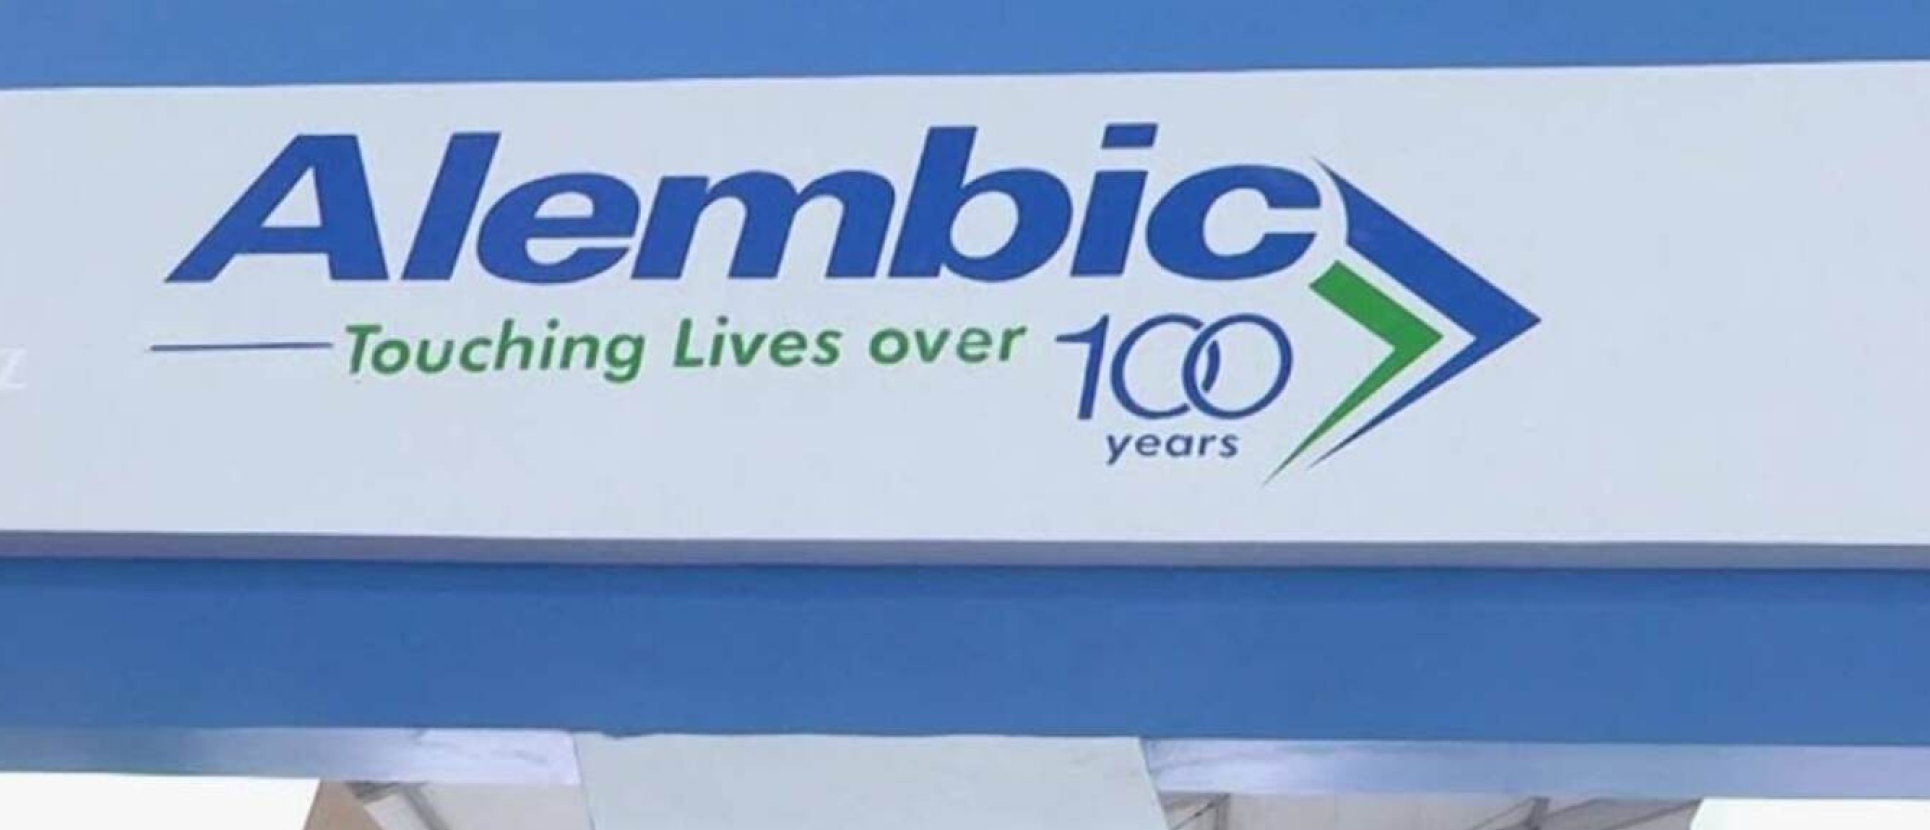 Alembic
Touching Lives over 100
years